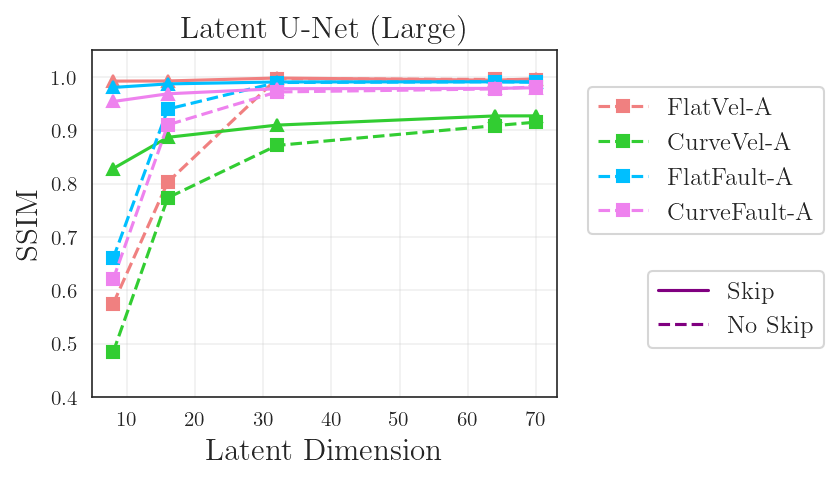 Latent U-Net (Large)
1.0
0.9
0.8
0.7
0.6
0.5
0.4
SSIM
10 20 30 40 50 60 70
Latent Dimension
FlatVel-A
CurveVel-A
FlatFault-A
CurveFault-A
Skip
No Skip